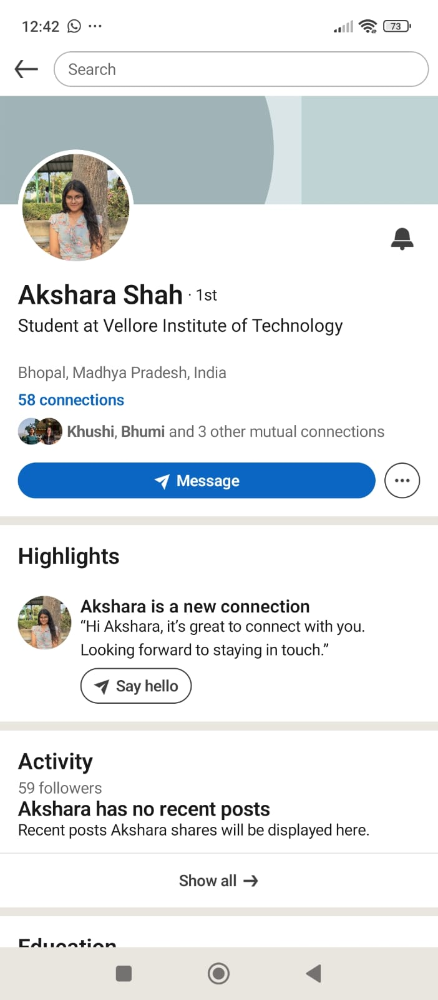 12:42
73
Search
Akshara Shah · 1st
Student at Vellore Institute of Technology
Bhopal, Madhya Pradesh, India
58 connections
Khushi, Bhumi and 3 other mutual connections
Message
Highlights
Akshara is a new connection
“Hi Akshara, it’s great to connect with you.
Looking forward to staying in touch.”
Say hello
Activity
59 followers
Akshara has no recent posts
Recent posts Akshara shares will be displayed here.
Show all →
Education